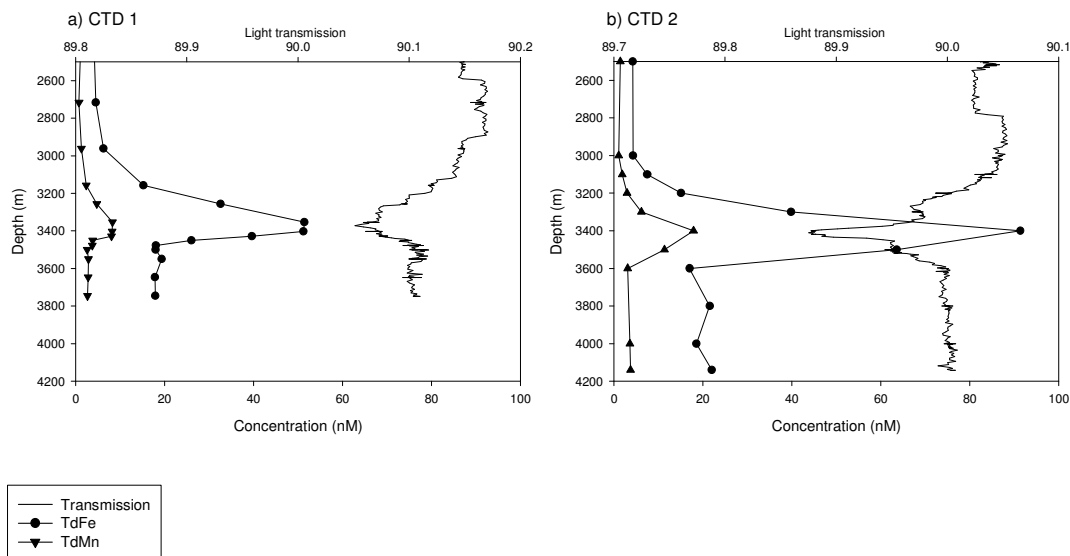 a) CTD 1
Light transmission
89.8 89.9 90.0 90.1 90.2
Depth (m)
2600
2800
3000
3200
3400
3600
3800
4000
4200
0 20 40 60 80 100
Concentration (nM)
b) CTD 2
Light transmission
89.7 89.8 89.9 90.0 90.1
Depth (m)
2600
2800
3000
3200
3400
3600
3800
4000
4200
0 20 40 60 80 100
Concentration (nM)
Transmission
TdFe
TdMn